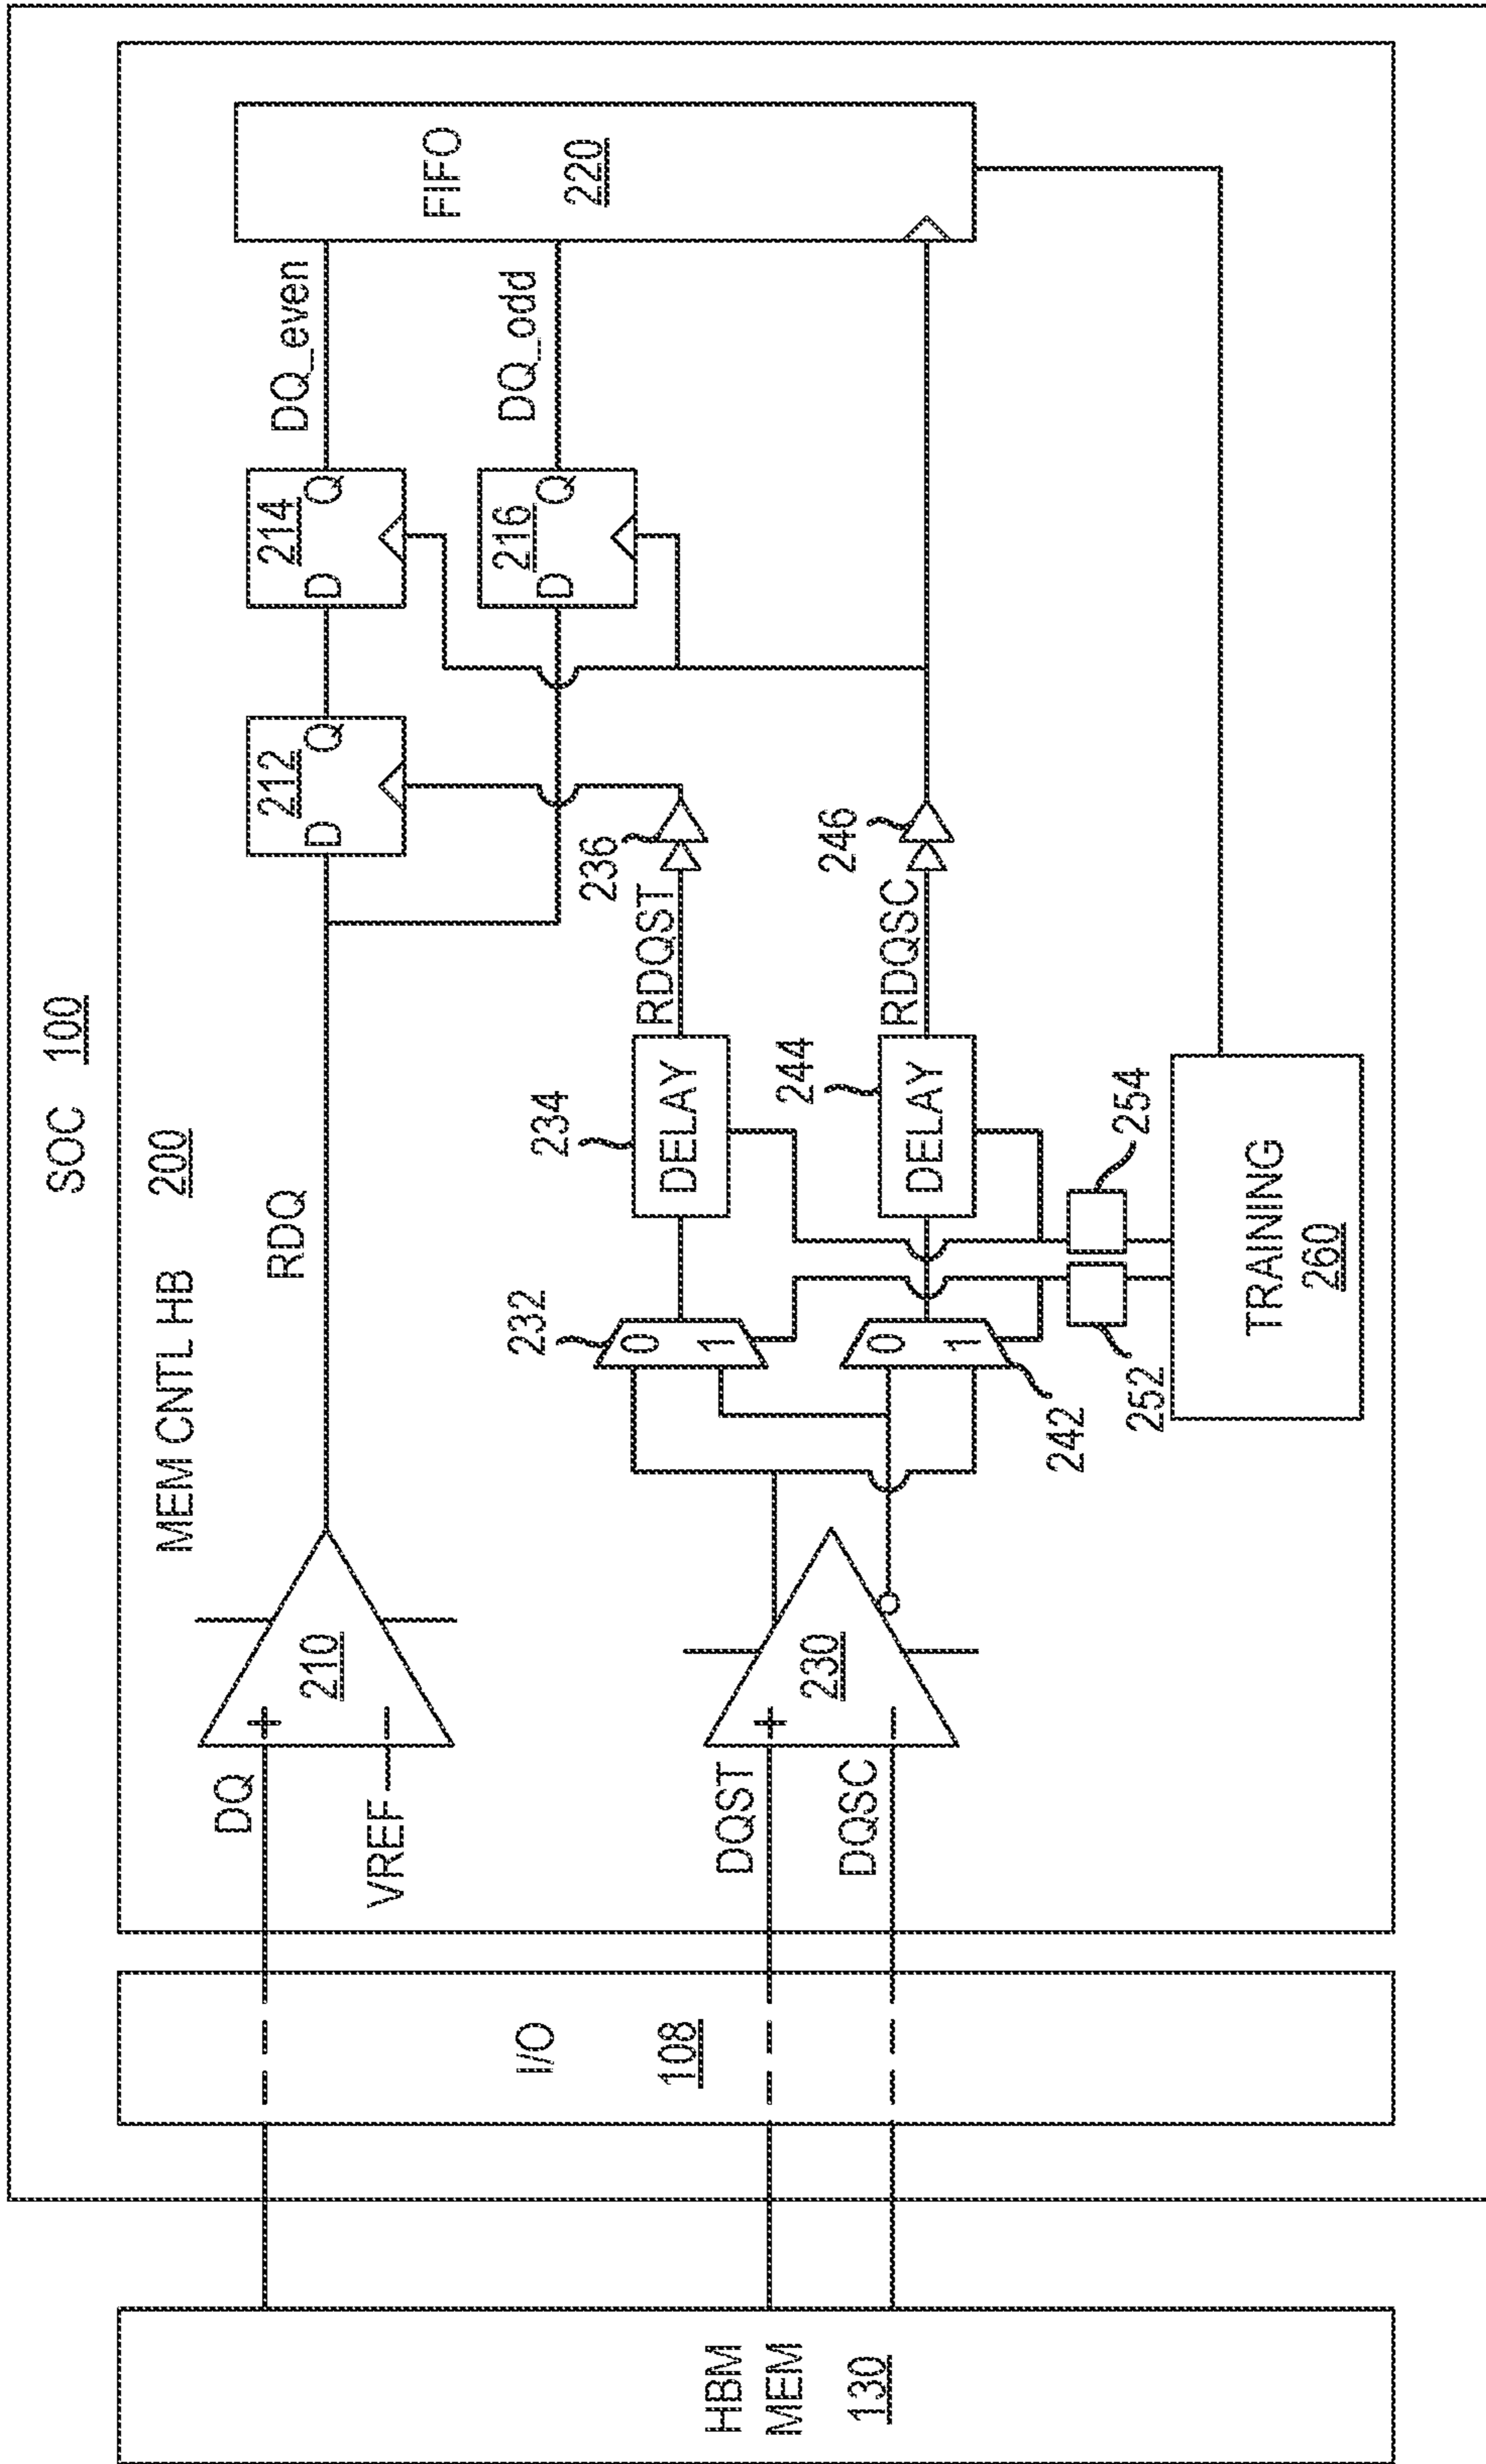 SOC 100
MEM CNTL HB 200
HBM
MEM
130
I/O
108
DQ
VREF
+
−
210
RDQ
D 212 Q
D 214 Q
DQ_even
D 216 Q
DQ_odd
FIFO
220
DQST
DQSC
+
−
230
232
0
1
234
DELAY
RDQST
236
242
0
1
244
DELAY
RDQSC
246
252
254
TRAINING
260